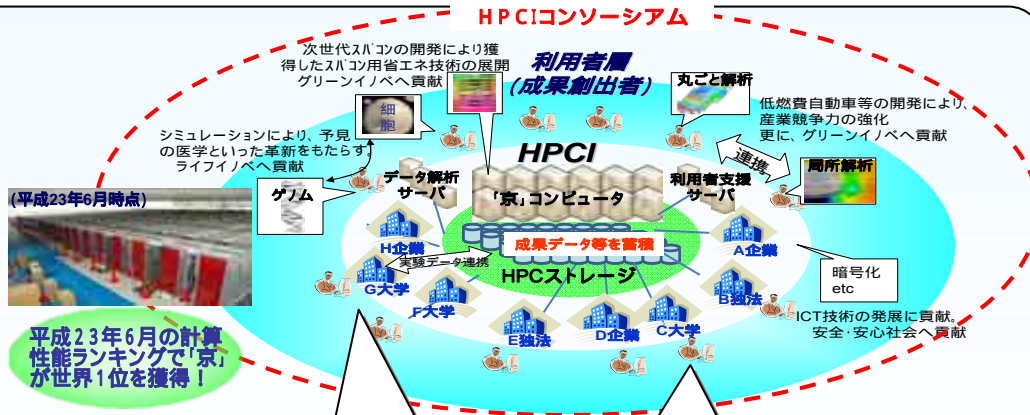 HPCIコンソーシアム
次世代ｽﾊﾟｺﾝの開発により獲
得したｽﾊﾟｺﾝ用省エネ技術の展開
グリーンイノベへ貢献
利用者層
(成果創出者)
丸ごと解析
低燃費自動車等の開発により、
産業競争力の強化
更に、グリーンイノベへ貢献
細
胞
シミュレーションにより、予見
の医学といった革新をもたらす
ライフイノベへ貢献
HPCI
連携
局所解析
ゲノム
データ解析
サーバ
「京」コンピュータ
利用者支援
サーバ
(平成23年6月時点)
H企業
成果データ等を蓄積
A企業
実験データ連携
HPCストレージ
G大学
F大学
E独法
D企業
C大学
B独法
暗号化
etc
ICT技術の発展に貢献。
安全・安心社会へ貢献
平成23年6月の計算
性能ランキングで「京」
が世界1位を獲得！